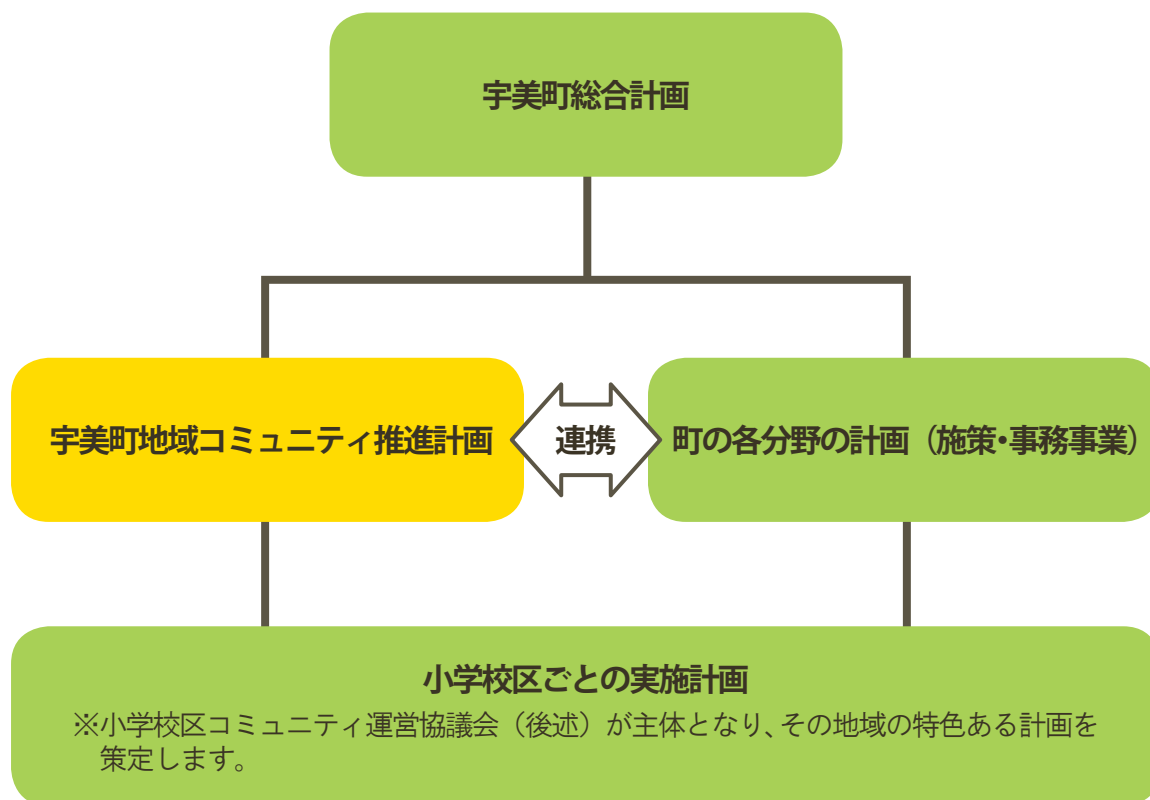 宇美町総合計画
宇美町地域コミュニティ推進計画
連携
町の各分野の計画（施策・事務事業）
小学校区ごとの実施計画
※小学校区コミュニティ運営協議会（後述）が主体となり、その地域の特色ある計画を
策定します。